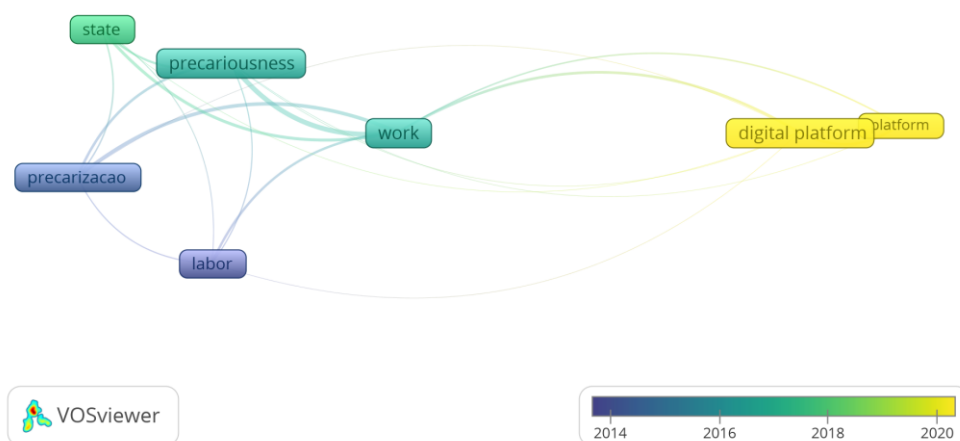 state
precariousness
work
digital platform
platform
precarizacao
labor
VOSviewer
2014 2016 2018 2020